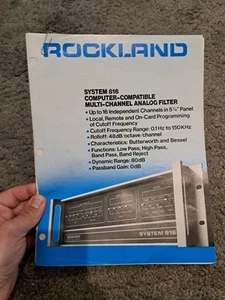 ROCKLAND
SYSTEM 816
COMPUTER-COMPATIBLE
MULTI-CHANNEL ANALOG FILTER
• Up to 16 Independent Channels in 5¼" Panel
• Local, Remote and On-Card Programming
of Cutoff Frequency
• Cutoff Frequency Range: 0.1Hz to 150KHz
• Rolloff: 48dB/octave/channel
• Characteristics: Butterworth and Bessel
• Functions: Low Pass, High Pass,
Band Pass, Band Reject
• Dynamic Range: 80dB
• Passband Gain: 0dB
ROCKLAND
SYSTEM 816